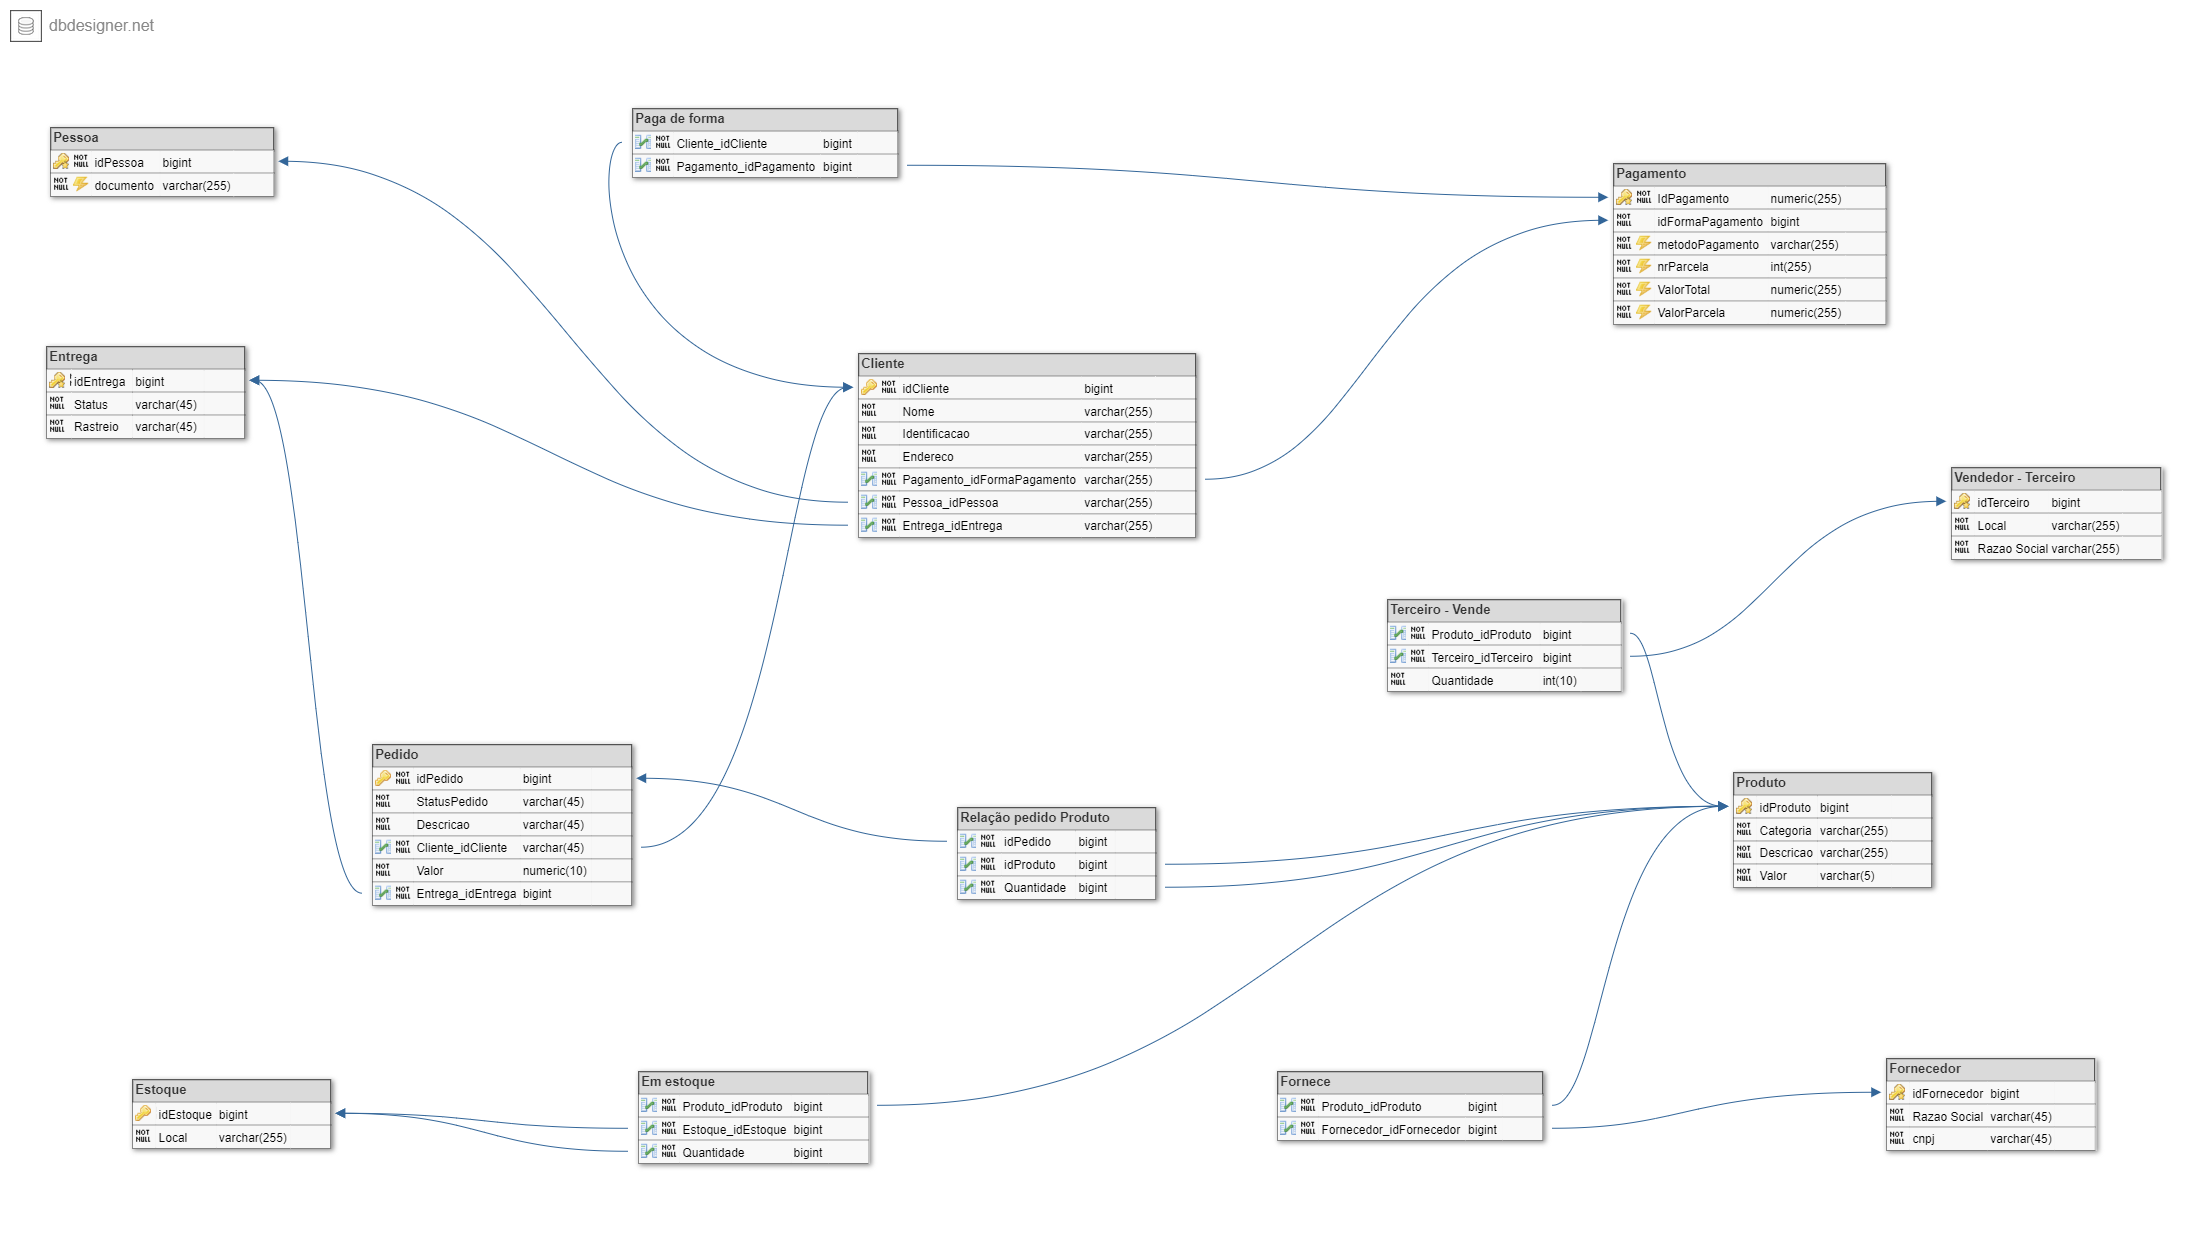 dbdesigner.net
Pessoa
NOT NULL idPessoa bigint
NOT NULL documento varchar(255)
Paga de forma
NOT NULL Cliente_idCliente bigint
NOT NULL Pagamento_idPagamento bigint
Pagamento
NOT NULL IdPagamento numeric(255)
NOT NULL idFormaPagamento bigint
NOT NULL metodoPagamento varchar(255)
NOT NULL nrParcela int(255)
NOT NULL ValorTotal numeric(255)
NOT NULL ValorParcela numeric(255)
Entrega
idEntrega bigint
NOT NULL Status varchar(45)
NOT NULL Rastreio varchar(45)
Cliente
NOT NULL idCliente bigint
NOT NULL Nome varchar(255)
NOT NULL Identificacao varchar(255)
NOT NULL Endereco varchar(255)
NOT NULL Pagamento_idFormaPagamento varchar(255)
NOT NULL Pessoa_idPessoa varchar(255)
NOT NULL Entrega_idEntrega varchar(255)
Vendedor - Terceiro
idTerceiro bigint
NOT NULL Local varchar(255)
NOT NULL Razao Social varchar(255)
Terceiro - Vende
NOT NULL Produto_idProduto bigint
NOT NULL Terceiro_idTerceiro bigint
NOT NULL Quantidade int(10)
Pedido
NOT NULL idPedido bigint
NOT NULL StatusPedido varchar(45)
NOT NULL Descricao varchar(45)
NOT NULL Cliente_idCliente varchar(45)
NOT NULL Valor numeric(10)
NOT NULL Entrega_idEntrega bigint
Relação pedido Produto
NOT NULL idPedido bigint
NOT NULL idProduto bigint
NOT NULL Quantidade bigint
Produto
idProduto bigint
NOT NULL Categoria varchar(255)
NOT NULL Descricao varchar(255)
NOT NULL Valor varchar(5)
Estoque
idEstoque bigint
NOT NULL Local varchar(255)
Em estoque
NOT NULL Produto_idProduto bigint
NOT NULL Estoque_idEstoque bigint
NOT NULL Quantidade bigint
Fornece
NOT NULL Produto_idProduto bigint
NOT NULL Fornecedor_idFornecedor bigint
Fornecedor
idFornecedor bigint
NOT NULL Razao Social varchar(45)
NOT NULL cnpj varchar(45)